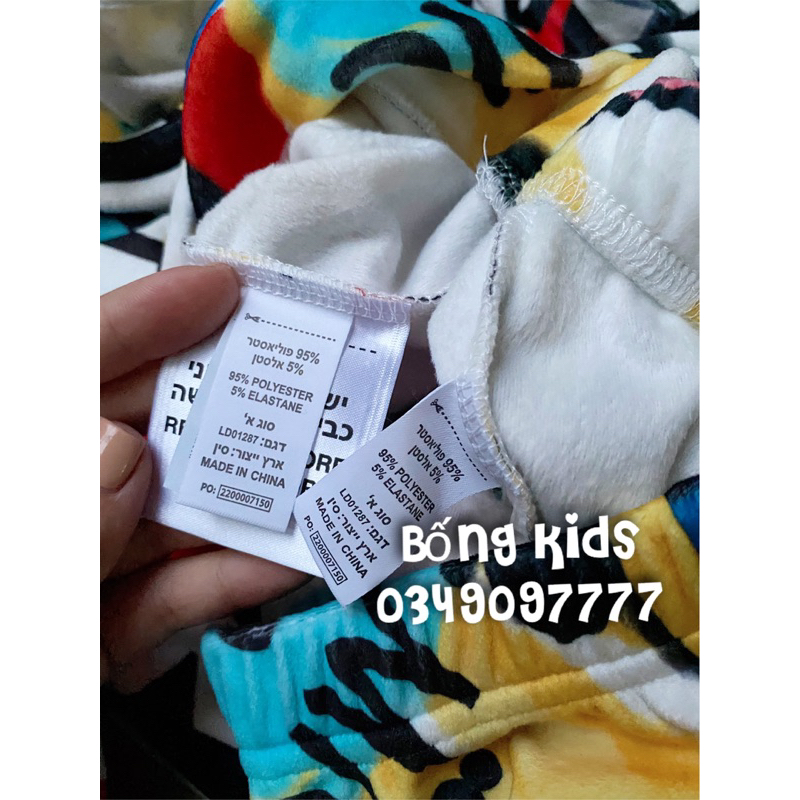 95% פוליאסטר
5% אלסטן
95% POLYESTER
5% ELASTANE
סוג א'
דגם: LD01287
ארץ ייצור: סין
MADE IN CHINA
PO: 2200007150
95% פוליאסטר
5% אלסטן
95% POLYESTER
5% ELASTANE
סוג א'
דגם: LD01287
ארץ ייצור: סין
MADE IN CHINA
PO: 2200007150
Bống Kids
0349097777